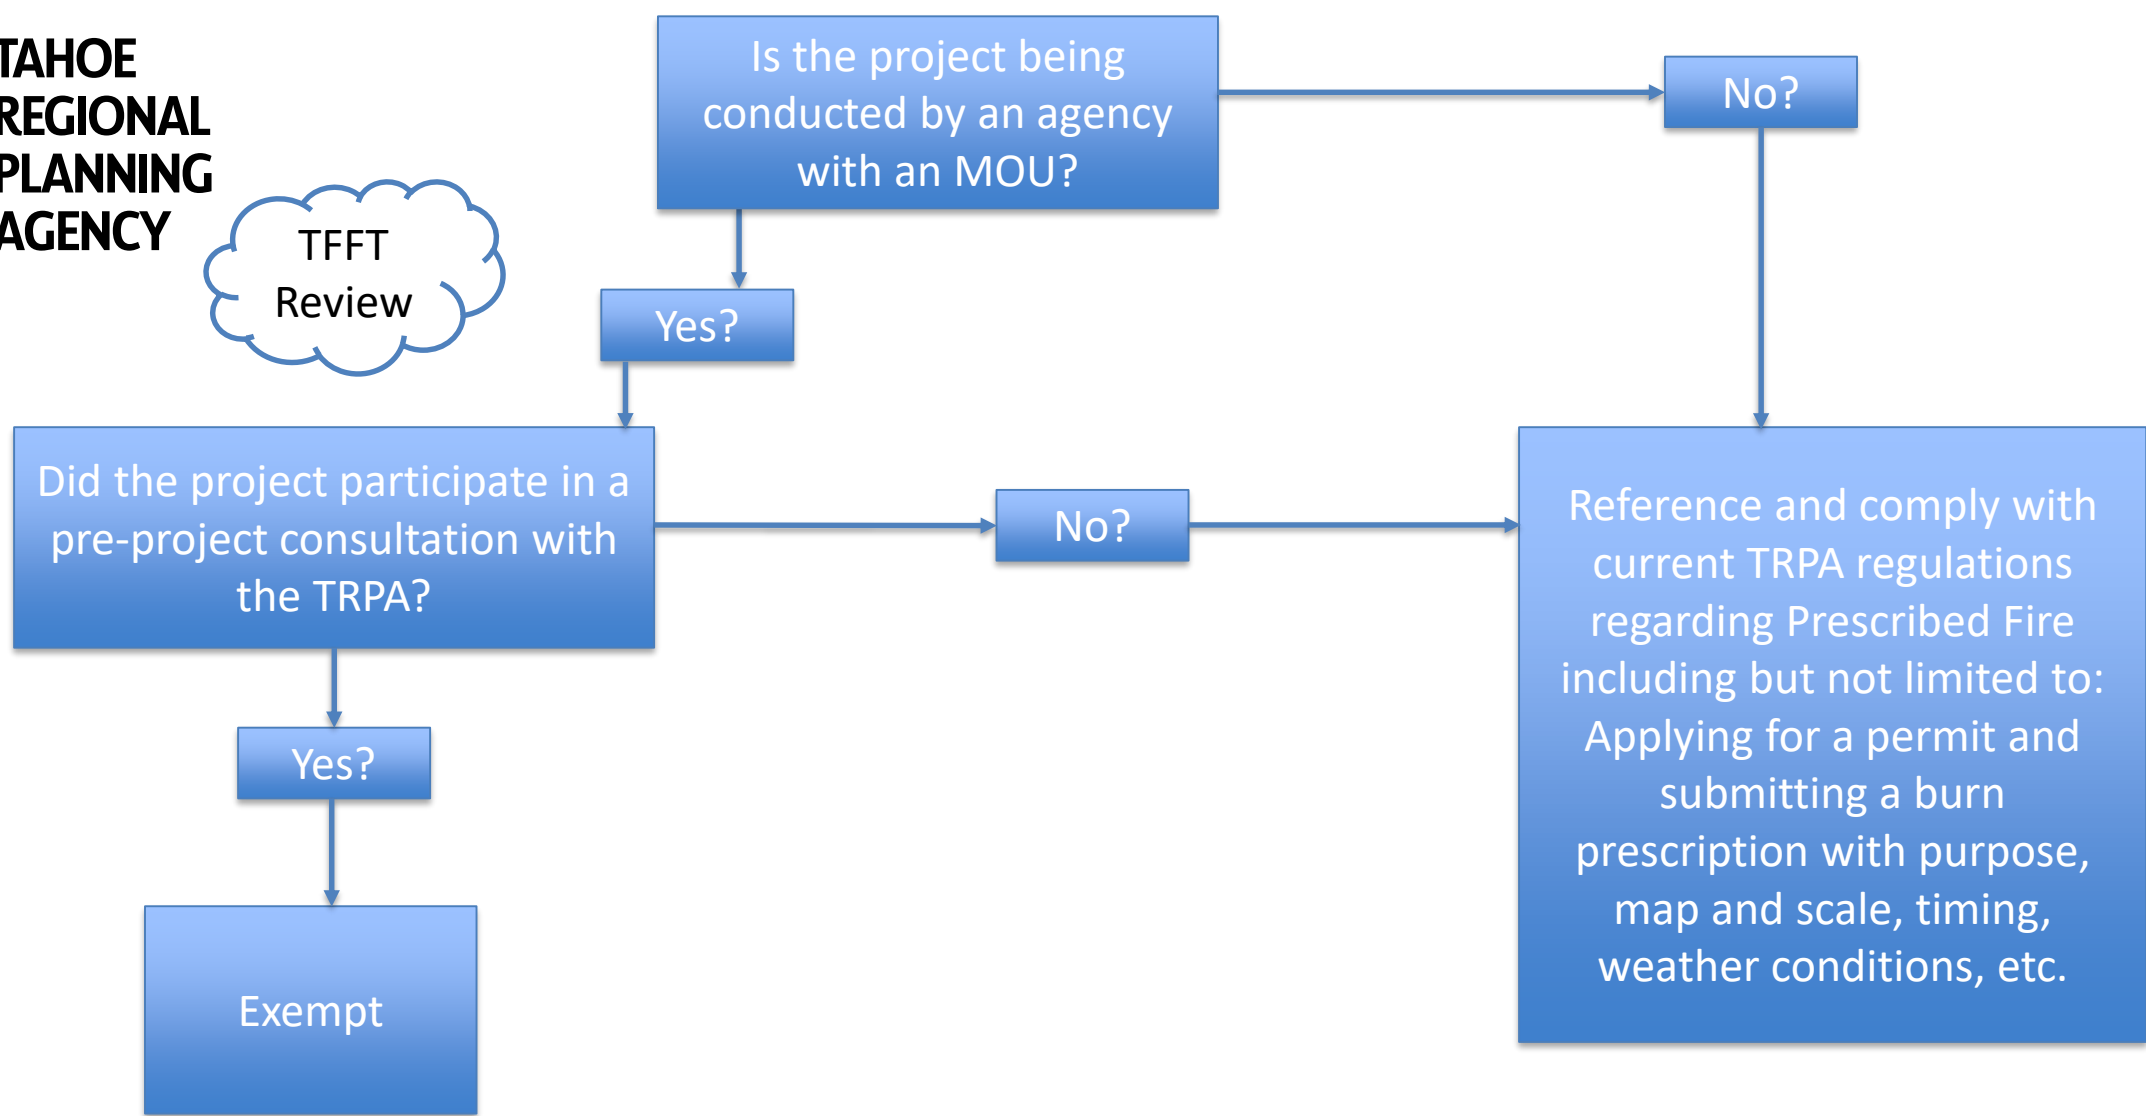 TAHOE
REGIONAL
PLANNING
AGENCY
TFFT
Review
Is the project being
conducted by an agency
with an MOU?
No?
Yes?
Did the project participate in a
pre-project consultation with
the TRPA?
No?
Reference and comply with
current TRPA regulations
regarding Prescribed Fire
including but not limited to:
Applying for a permit and
submitting a burn
prescription with purpose,
map and scale, timing,
weather conditions, etc.
Yes?
Exempt